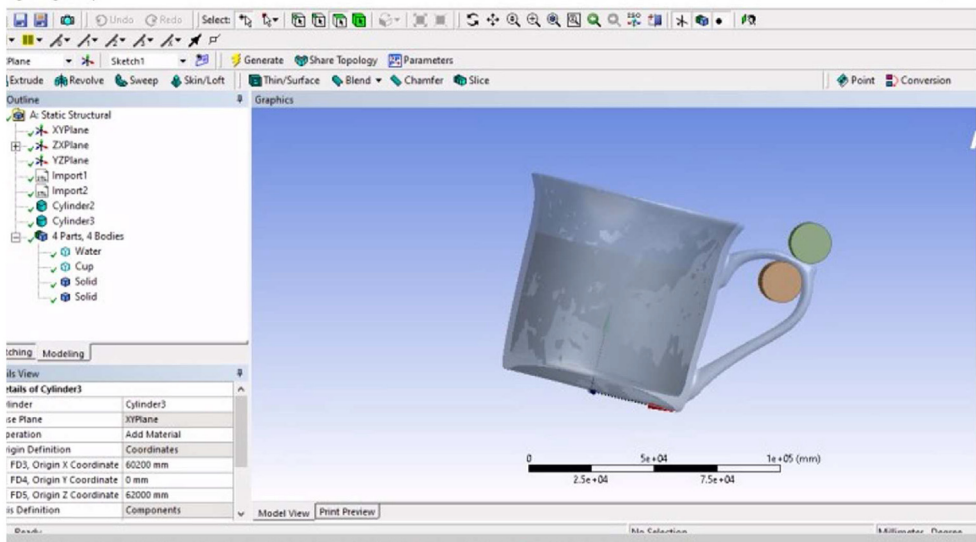 Undo Redo Select:
Plane Sketch1 Generate Share Topology Parameters
Extrude Revolve Sweep Skin/Loft Thin/Surface Blend Chamfer Slice Point Conversion
Outline Graphics
A: Static Structural
XYPlane
ZXPlane
YZPlane
Import1
Import2
Cylinder2
Cylinder3
4 Parts, 4 Bodies
Water
Cup
Solid
Solid
tching Modeling
ils View
etails of Cylinder3
linder Cylinder3
se Plane XYPlane
peration Add Material
rigin Definition Coordinates
FD3, Origin X Coordinate 60200 mm
FD4, Origin Y Coordinate 0 mm
FD5, Origin Z Coordinate 62000 mm
is Definition Components
0 5e+04 1e+05 (mm)
2.5e+04 7.5e+04
Model View Print Preview
Ready No Selection Millimeter Degree